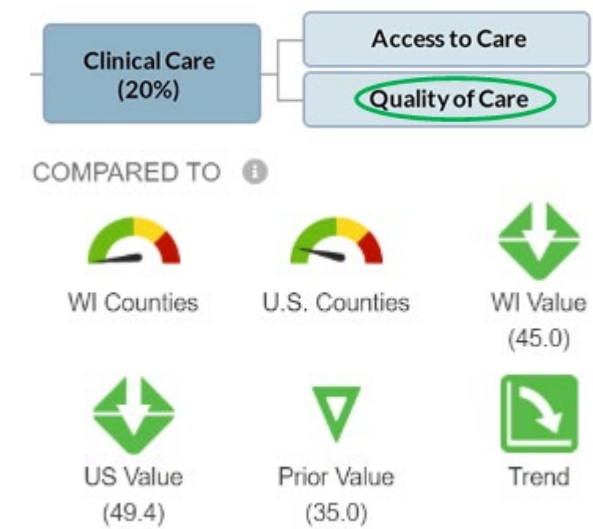 Clinical Care
(20%)
Access to Care
Quality of Care
COMPARED TO i
WI Counties
U.S. Counties
WI Value
(45.0)
US Value
(49.4)
Prior Value
(35.0)
Trend